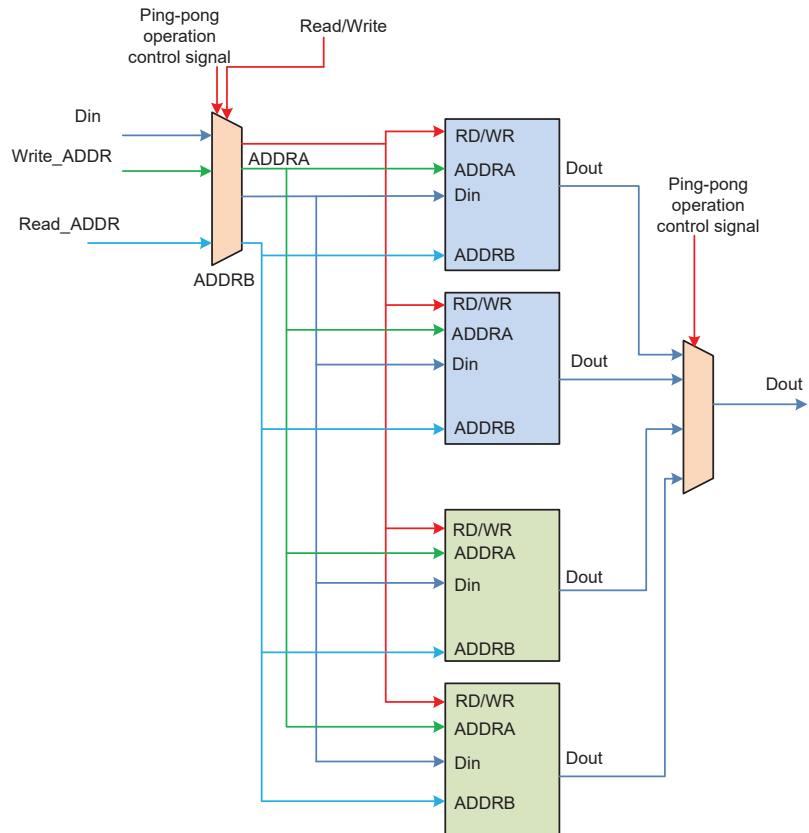 Ping-pong
operation
control signal
Read/Write
Din
Write_ADDR
Read_ADDR
ADDRA
ADDRB
RD/WR
ADDRA
Din
ADDRB
Dout
RD/WR
ADDRA
Din
ADDRB
Dout
RD/WR
ADDRA
Din
ADDRB
Dout
RD/WR
ADDRA
Din
ADDRB
Dout
Ping-pong
operation
control signal
Dout